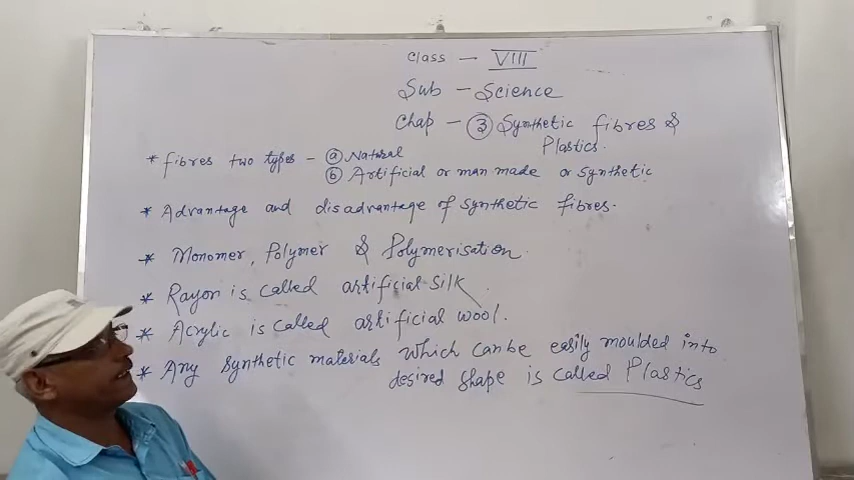 Class — VIII
Sub — Science
Chap — ③ Synthetic fibres &
Plastics.
* fibres two types - ⓐ Natural
ⓑ Artificial or man made or synthetic
* Advantage and disadvantage of synthetic fibres.
* Monomer, Polymer & Polymerisation
* Rayon is called artificial silk
* Acrylic is called artificial wool.
* Any synthetic materials which can be easily moulded into
desired shape is called Plastics